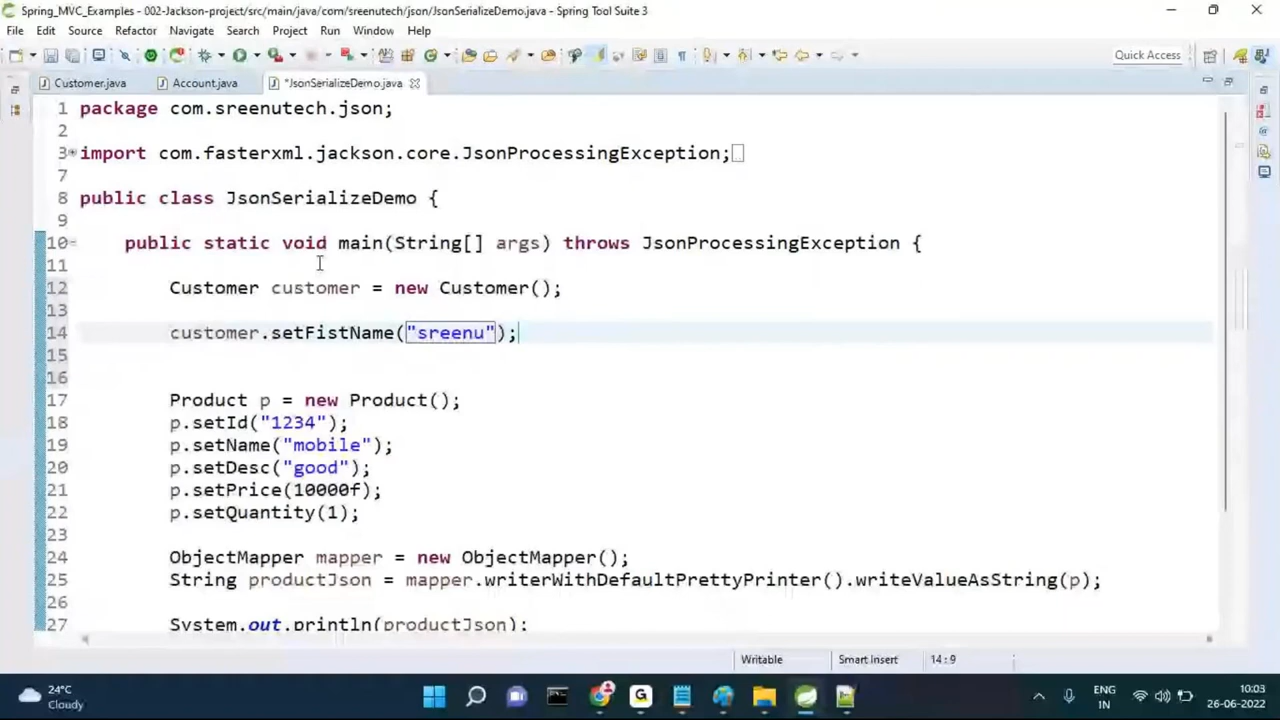 Spring_MVC_Examples - 002-Jackson-project/src/main/java/com/sreenutech/json/JsonSerializeDemo.java - Spring Tool Suite 3
File Edit Source Refactor Navigate Search Project Run Window Help
Quick Access
Customer.java Account.java *JsonSerializeDemo.java
1 package com.sreenutech.json;
2
3 import com.fasterxml.jackson.core.JsonProcessingException;
7
8 public class JsonSerializeDemo {
9
10 public static void main(String[] args) throws JsonProcessingException {
11
12 Customer customer = new Customer();
13
14 customer.setFistName("sreenu");
15
16
17 Product p = new Product();
18 p.setId("1234");
19 p.setName("mobile");
20 p.setDesc("good");
21 p.setPrice(10000f);
22 p.setQuantity(1);
23
24 ObjectMapper mapper = new ObjectMapper();
25 String productJson = mapper.writerWithDefaultPrettyPrinter().writeValueAsString(p);
26
27 System.out.println(productJson);
Writable Smart Insert 14:9
24°C
Cloudy
ENG
IN
10:03
26-06-2022